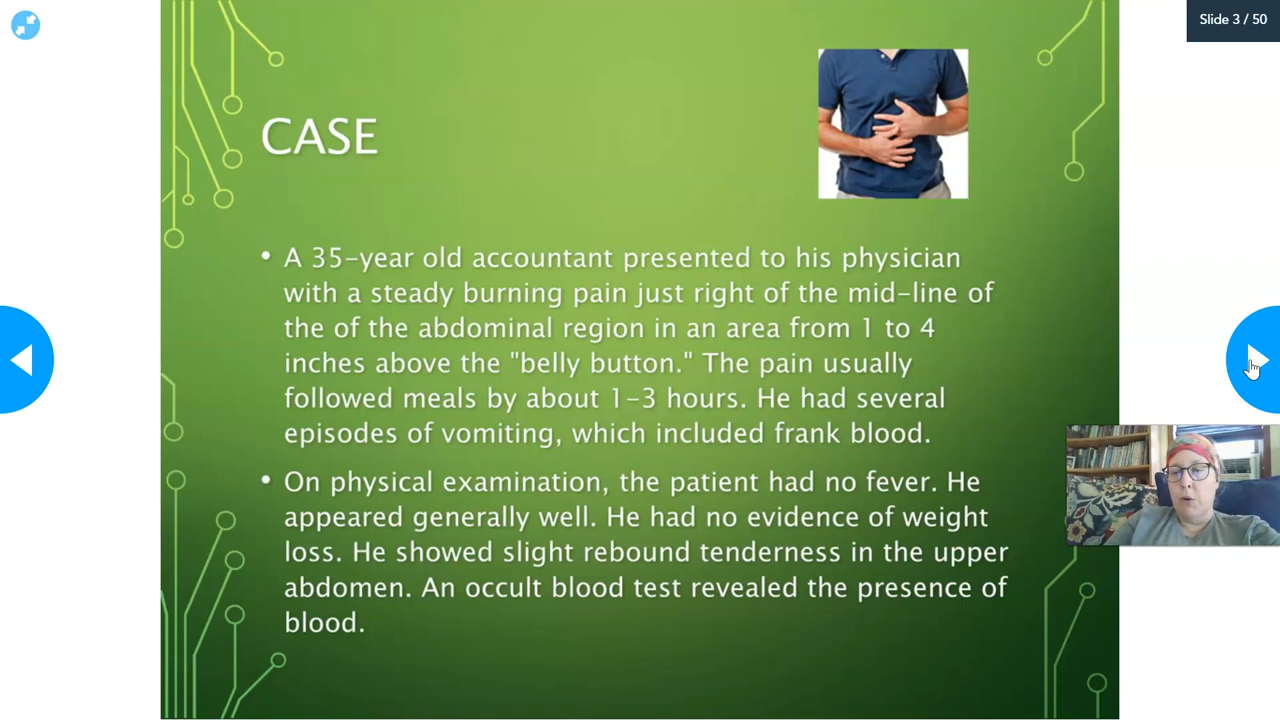 Slide 3 / 50
CASE
• A 35-year old accountant presented to his physician
with a steady burning pain just right of the mid-line of
the of the abdominal region in an area from 1 to 4
inches above the "belly button." The pain usually
followed meals by about 1-3 hours. He had several
episodes of vomiting, which included frank blood.
• On physical examination, the patient had no fever. He
appeared generally well. He had no evidence of weight
loss. He showed slight rebound tenderness in the upper
abdomen. An occult blood test revealed the presence of
blood.